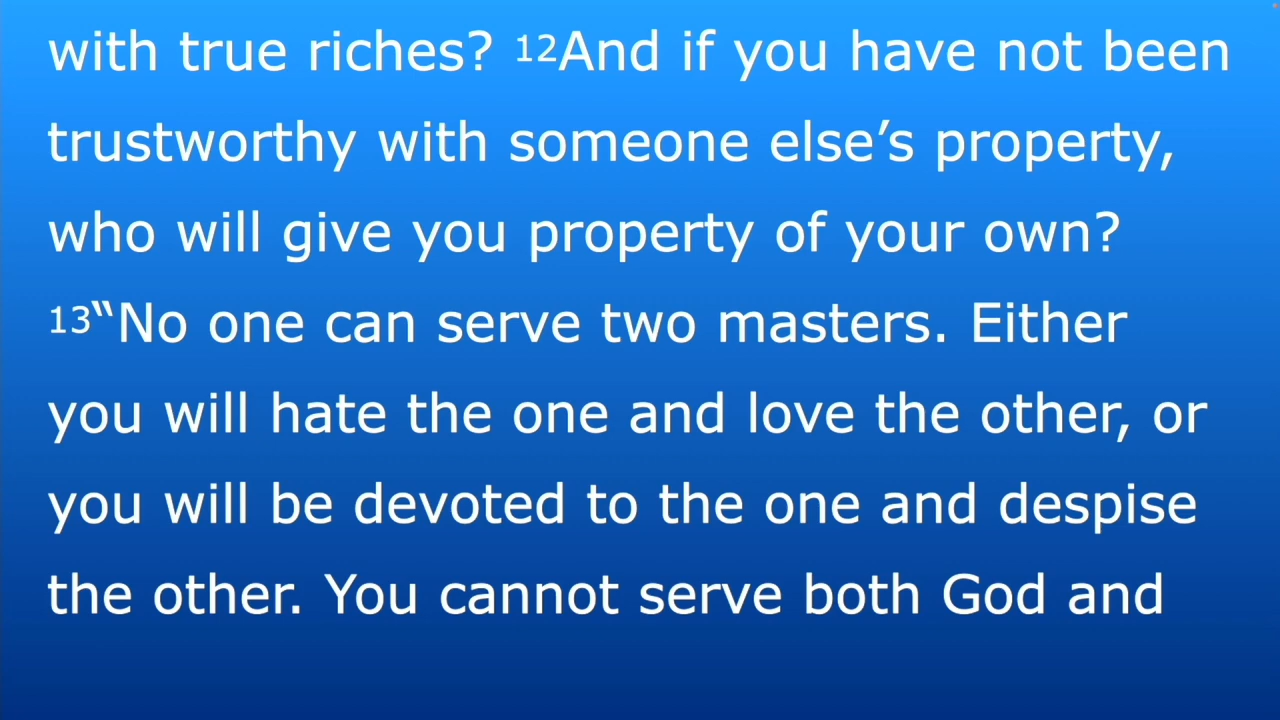 with true riches? 12And if you have not been
trustworthy with someone else’s property,
who will give you property of your own?
13“No one can serve two masters. Either
you will hate the one and love the other, or
you will be devoted to the one and despise
the other. You cannot serve both God and